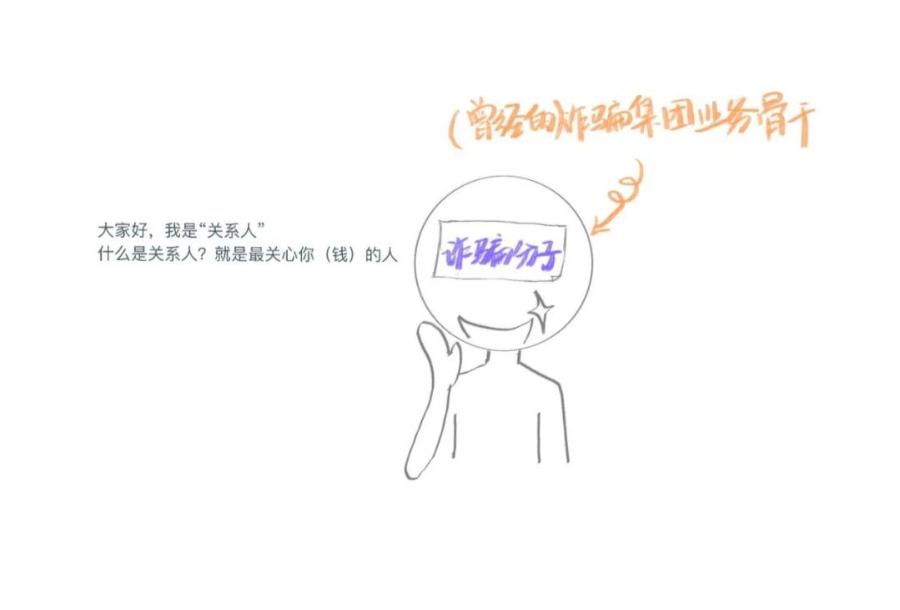 (曾经的)诈骗集团业务骨干
大家好，我是“关系人”
什么是关系人？就是最关心你（钱）的人
诈骗份子